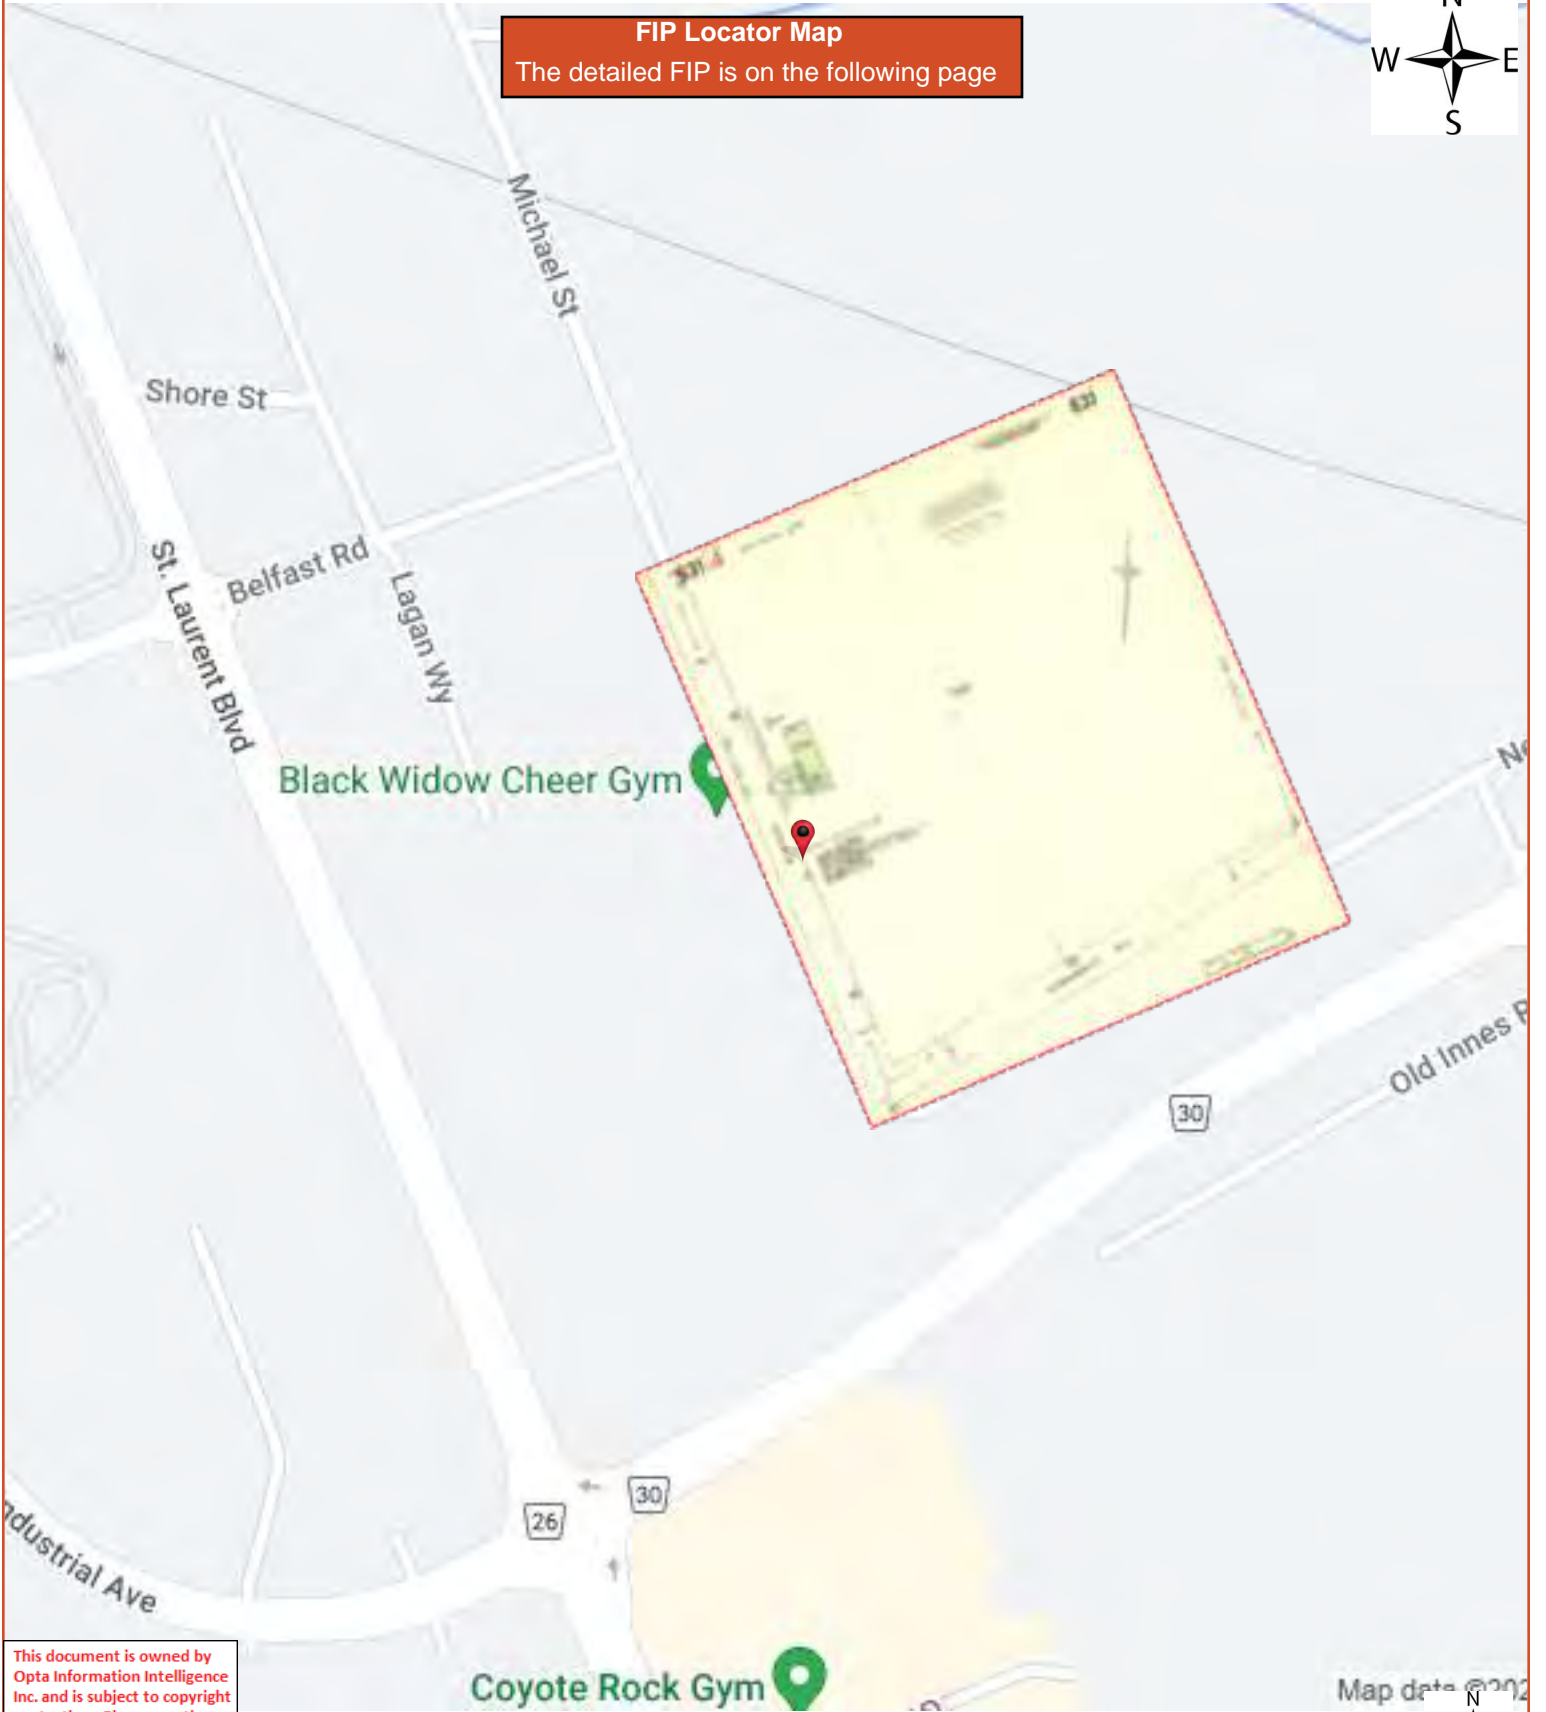 FIP Locator Map
The detailed FIP is on the following page
N
W
E
S
Michael St
Shore St
Belfast Rd
Lagan Wy
St. Laurent Blvd
Black Widow Cheer Gym
Old Innes
30
30
26
Industrial Ave
This document is owned by
Opta Information Intelligence
Inc. and is subject to copyright
Coyote Rock Gym
Map data ©202
N